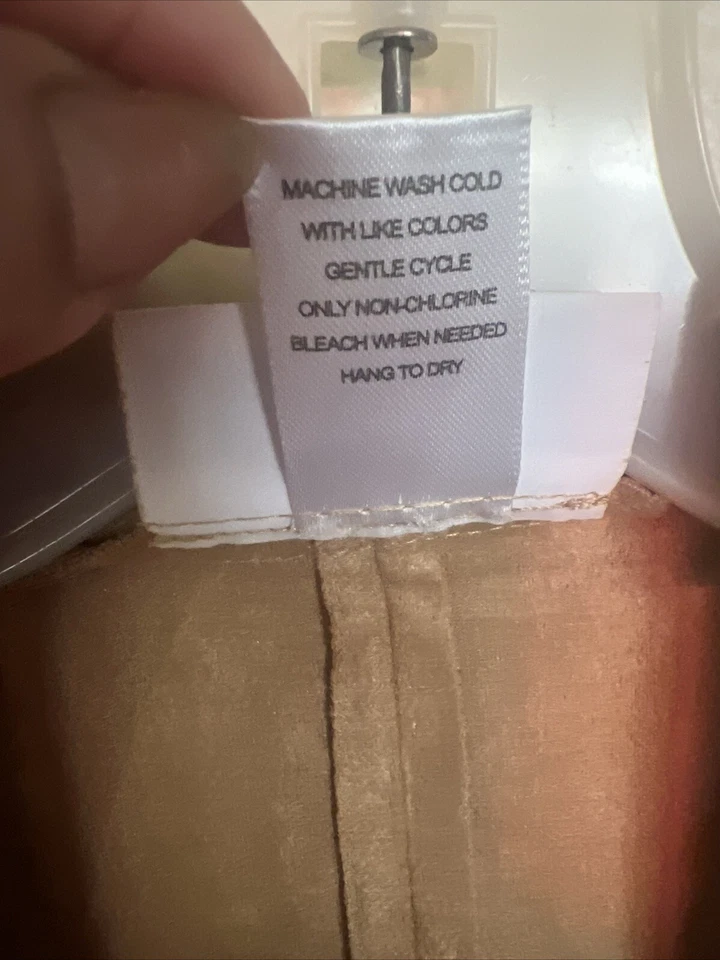 MACHINE WASH COLD
WITH LIKE COLORS
GENTLE CYCLE
ONLY NON-CHLORINE
BLEACH WHEN NEEDED
HANG TO DRY